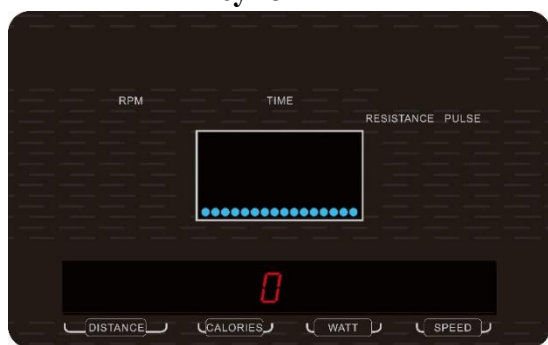 RPM TIME
RESISTANCE PULSE
0
DISTANCE CALORIES WATT SPEED